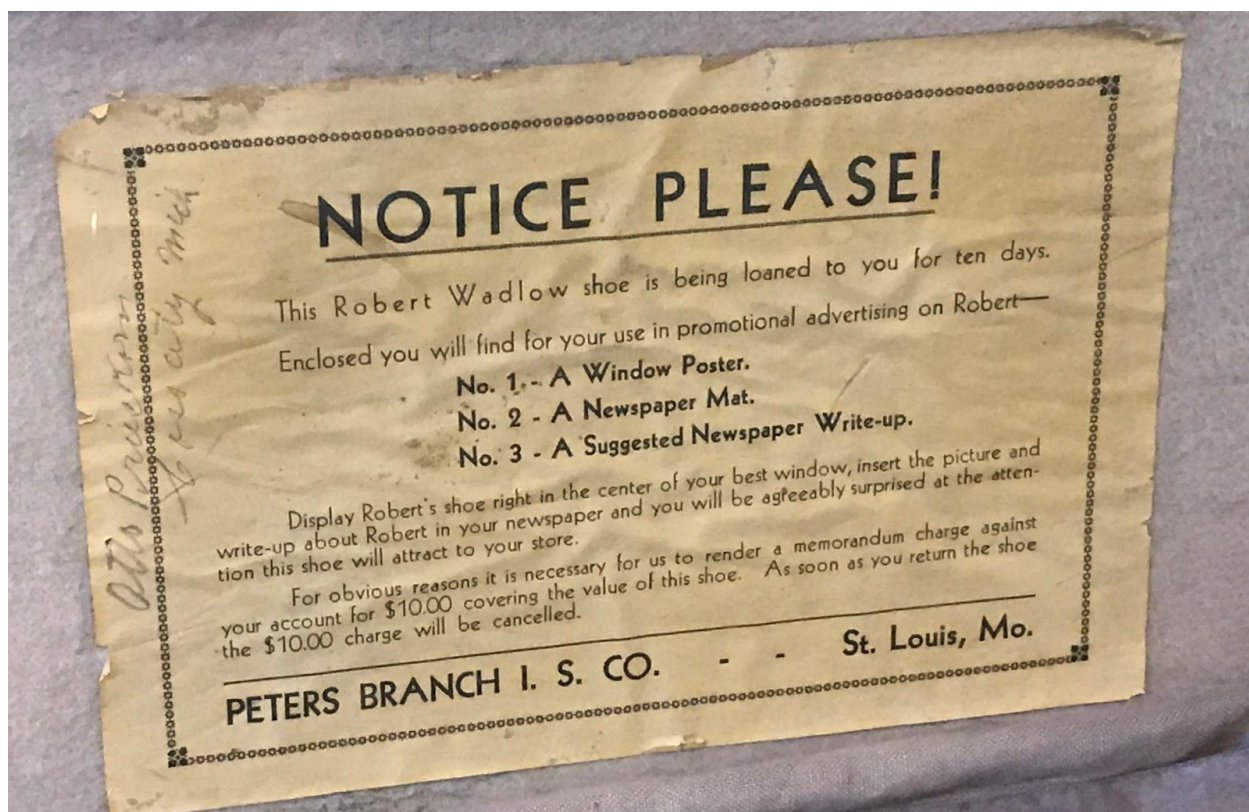 NOTICE PLEASE!
This Robert Wadlow shoe is being loaned to you for ten days.
Enclosed you will find for your use in promotional advertising on Robert—
No. 1 - A Window Poster.
No. 2 - A Newspaper Mat.
No. 3 - A Suggested Newspaper Write-up.
Display Robert's shoe right in the center of your best window, insert the picture and
write-up about Robert in your newspaper and you will be agreeably surprised at the atten-
tion this shoe will attract to your store.
For obvious reasons it is necessary for us to render a memorandum charge against
your account for $10.00 covering the value of this shoe. As soon as you return the shoe
the $10.00 charge will be cancelled.
PETERS BRANCH I. S. CO. - - St. Louis, Mo.
city Mich